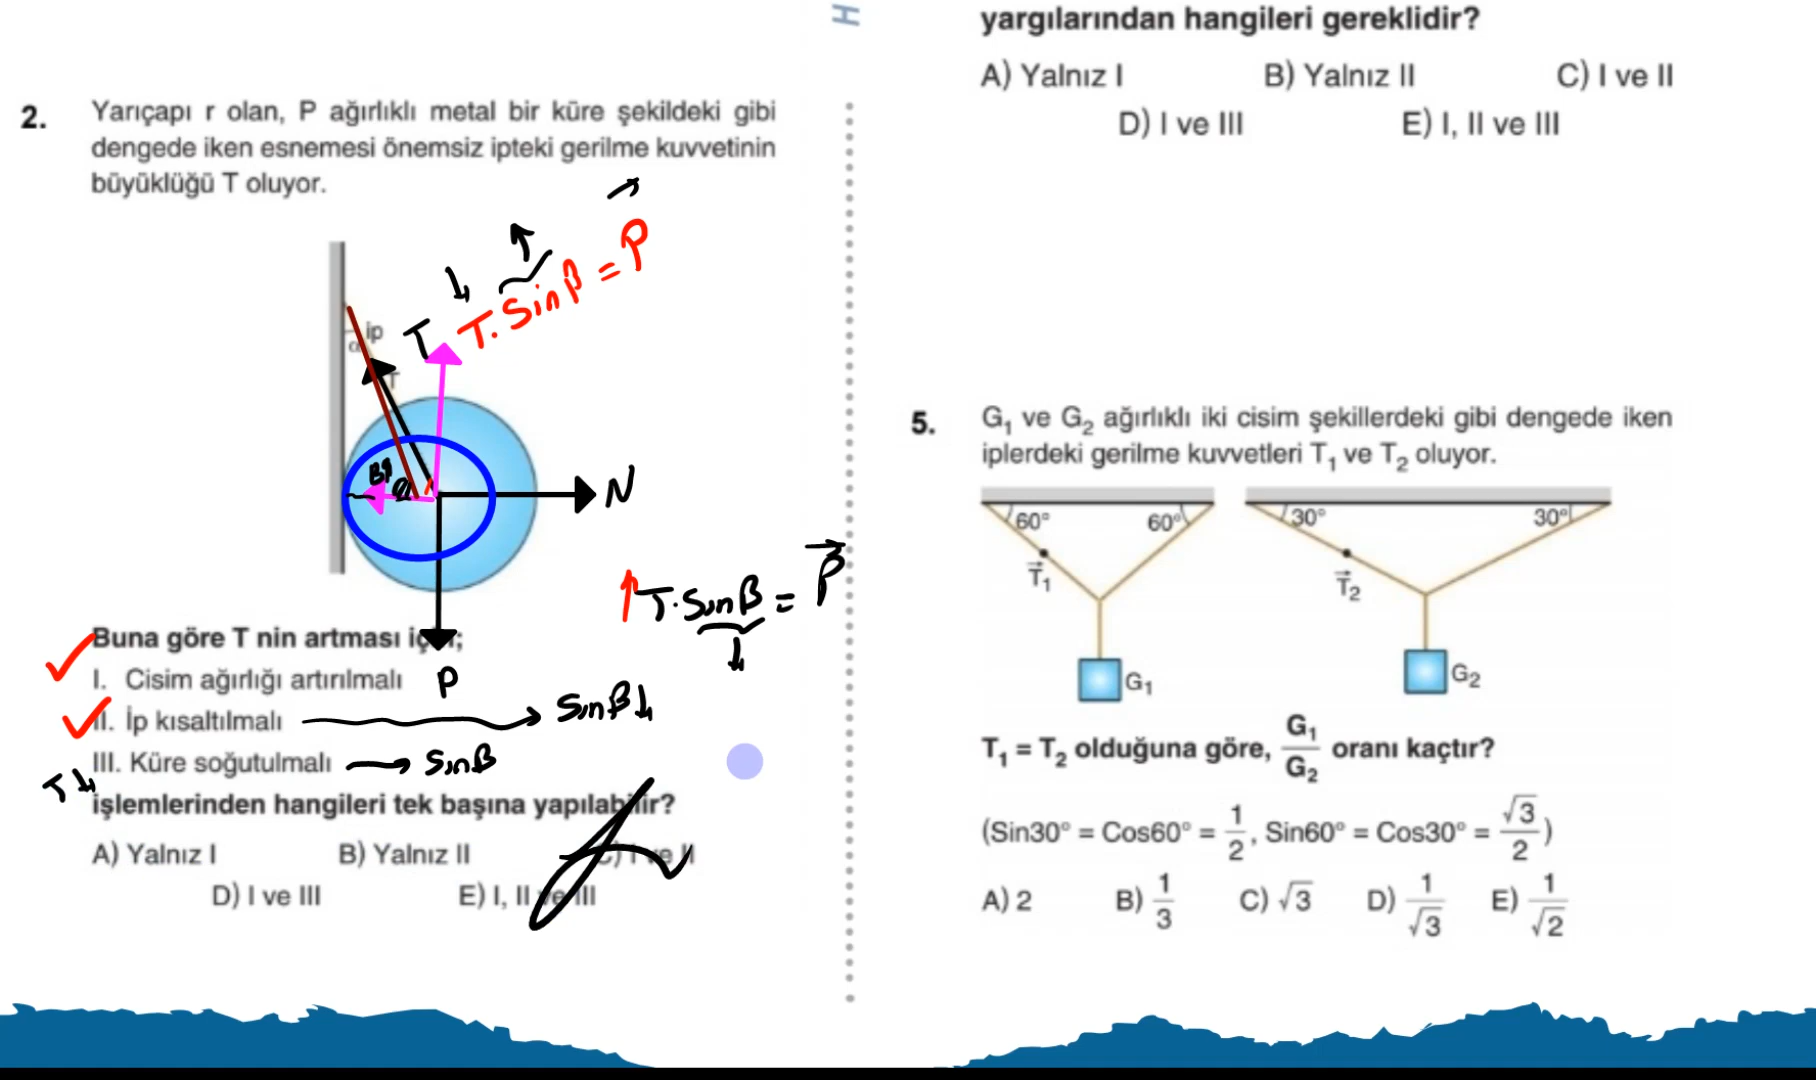 H
yargılarından hangileri gereklidir?
A) Yalnız I B) Yalnız II C) I ve II
D) I ve III E) I, II ve III
2. Yarıçapı r olan, P ağırlıklı metal bir küre şekildeki gibi
dengede iken esnemesi önemsiz ipteki gerilme kuvvetinin
büyüklüğü T oluyor.
T. Sinβ = P
ip
T
α
T
N
P
T. Sinβ = P
Buna göre T nin artması
I. Cisim ağırlığı artırılmalı
II. İp kısaltılmalı Sinβ
III. Küre soğutulmalı Sinβ
T
işlemlerinden hangileri tek başına yapılabilir?
A) Yalnız I B) Yalnız II C) I ve II
D) I ve III E) I, II ve III
5. G1 ve G2 ağırlıklı iki cisim şekillerdeki gibi dengede iken
iplerdeki gerilme kuvvetleri T1 ve T2 oluyor.
60° 60° 30° 30°
T1 T2
G1 G2
T1 = T2 olduğuna göre, G1/G2 oranı kaçtır?
(Sin30° = Cos60° = 1/2, Sin60° = Cos30° = √3/2)
A) 2 B) 1/3 C) √3 D) 1/√3 E) 1/√2